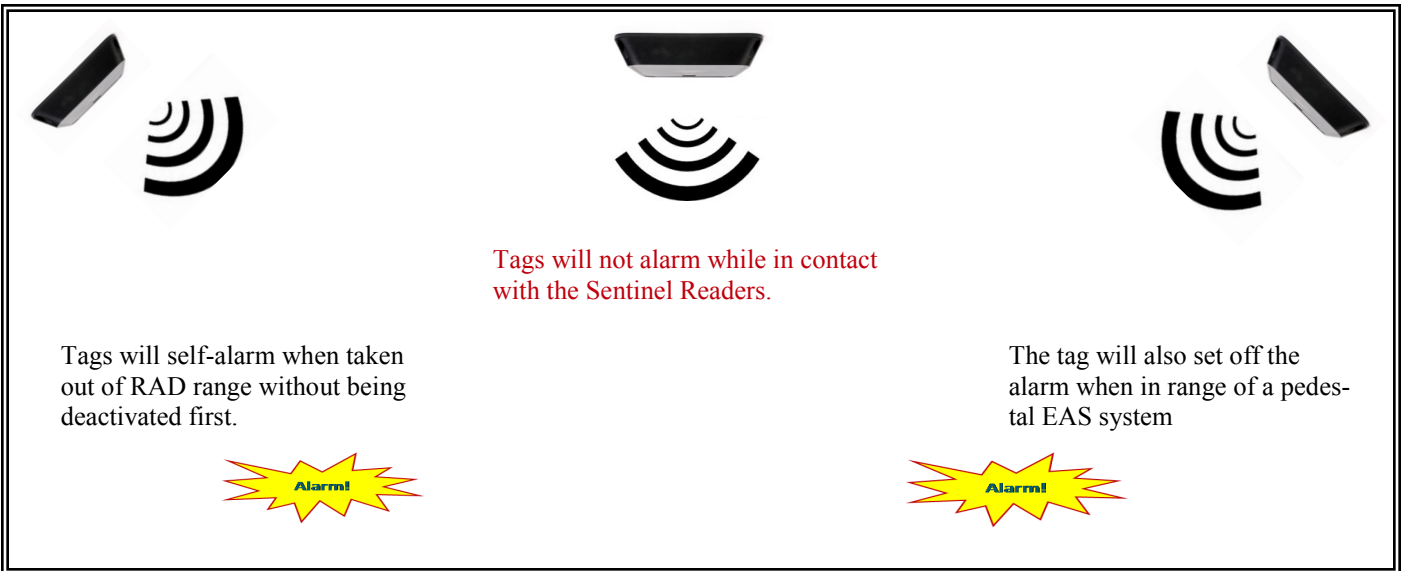 Tags will not alarm while in contact
with the Sentinel Readers.
Tags will self-alarm when taken
out of RAD range without being
deactivated first.
The tag will also set off the
alarm when in range of a pedes-
tal EAS system
Alarm!
Alarm!